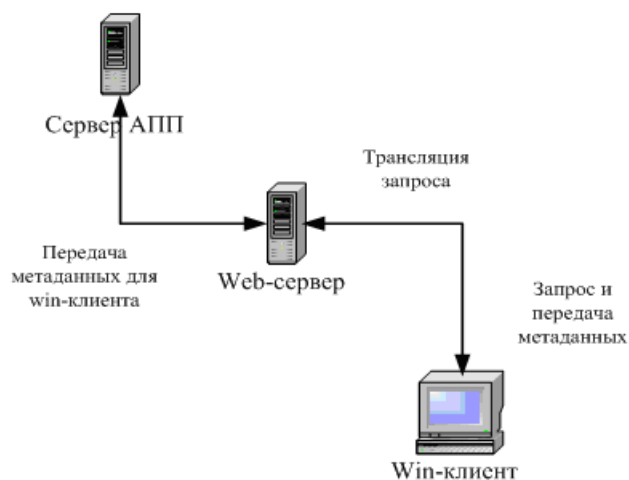 Сервер АПП
Трансляция
запроса
Передача
метаданных для
win-клиента
Web-сервер
Запрос и
передача
метаданных
Win-клиент